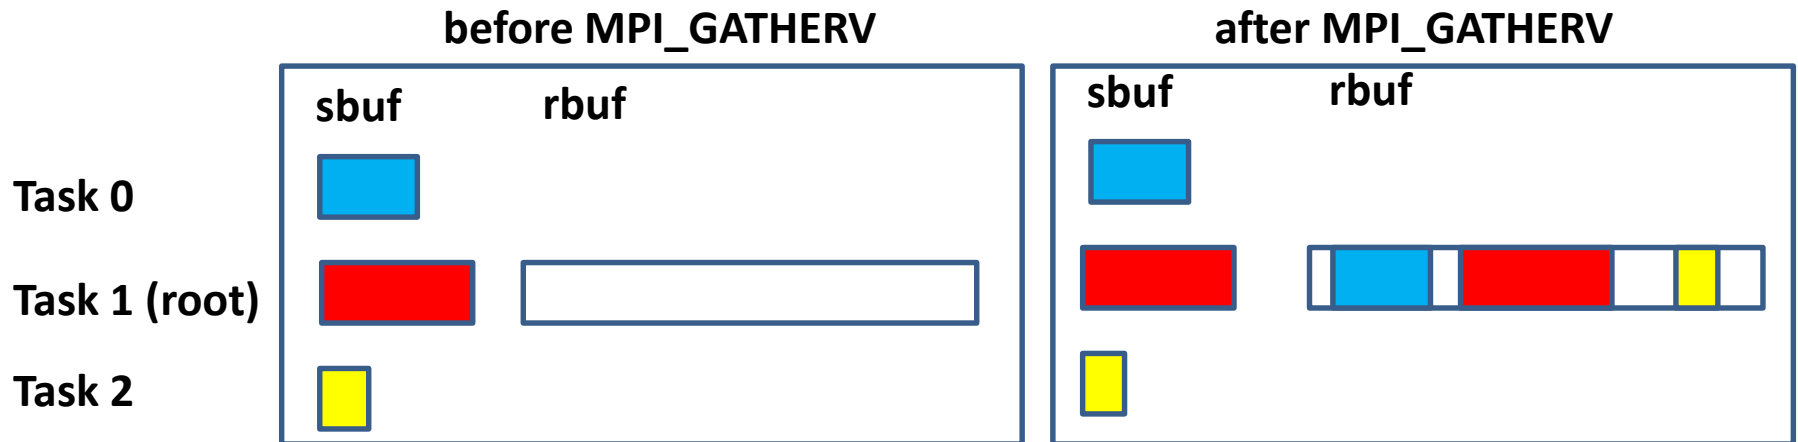 before MPI_GATHERV
after MPI_GATHERV
sbuf
rbuf
sbuf
rbuf
Task 0
Task 1 (root)
Task 2